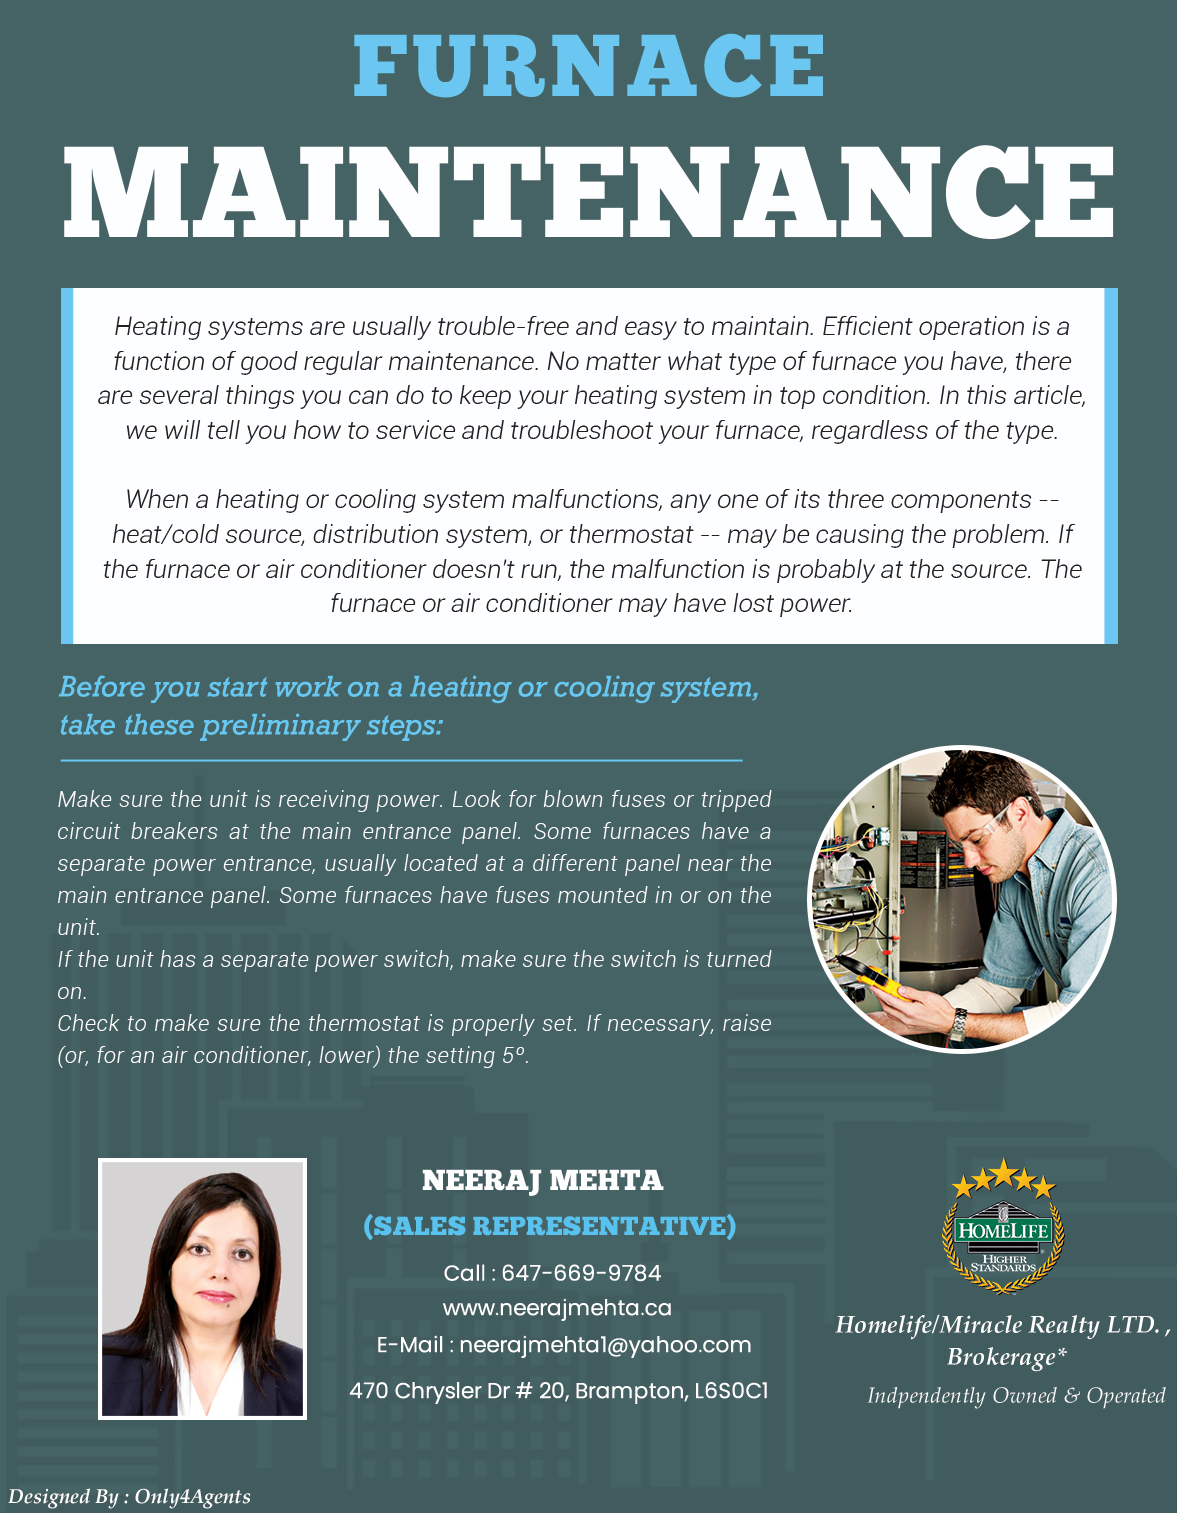 FURNACE
MAINTENANCE
Heating systems are usually trouble-free and easy to maintain. Efficient operation is a
function of good regular maintenance. No matter what type of furnace you have, there
are several things you can do to keep your heating system in top condition. In this article,
we will tell you how to service and troubleshoot your furnace, regardless of the type.
When a heating or cooling system malfunctions, any one of its three components --
heat/cold source, distribution system, or thermostat -- may be causing the problem. If
the furnace or air conditioner doesn't run, the malfunction is probably at the source. The
furnace or air conditioner may have lost power.
Before you start work on a heating or cooling system,
take these preliminary steps:
Make sure the unit is receiving power. Look for blown fuses or tripped
circuit breakers at the main entrance panel. Some furnaces have a
separate power entrance, usually located at a different panel near the
main entrance panel. Some furnaces have fuses mounted in or on the
unit.
If the unit has a separate power switch, make sure the switch is turned
on.
Check to make sure the thermostat is properly set. If necessary, raise
(or, for an air conditioner, lower) the setting 5º.
NEERAJ MEHTA
(SALES REPRESENTATIVE)
Call : 647-669-9784
www.neerajmehta.ca
E-Mail : neerajmehta1@yahoo.com
470 Chrysler Dr # 20, Brampton, L6S0C1
HOMELIFE
HIGHER
STANDARDS
Homelife/Miracle Realty LTD. ,
Brokerage*
Indpendently Owned & Operated
Designed By : Only4Agents